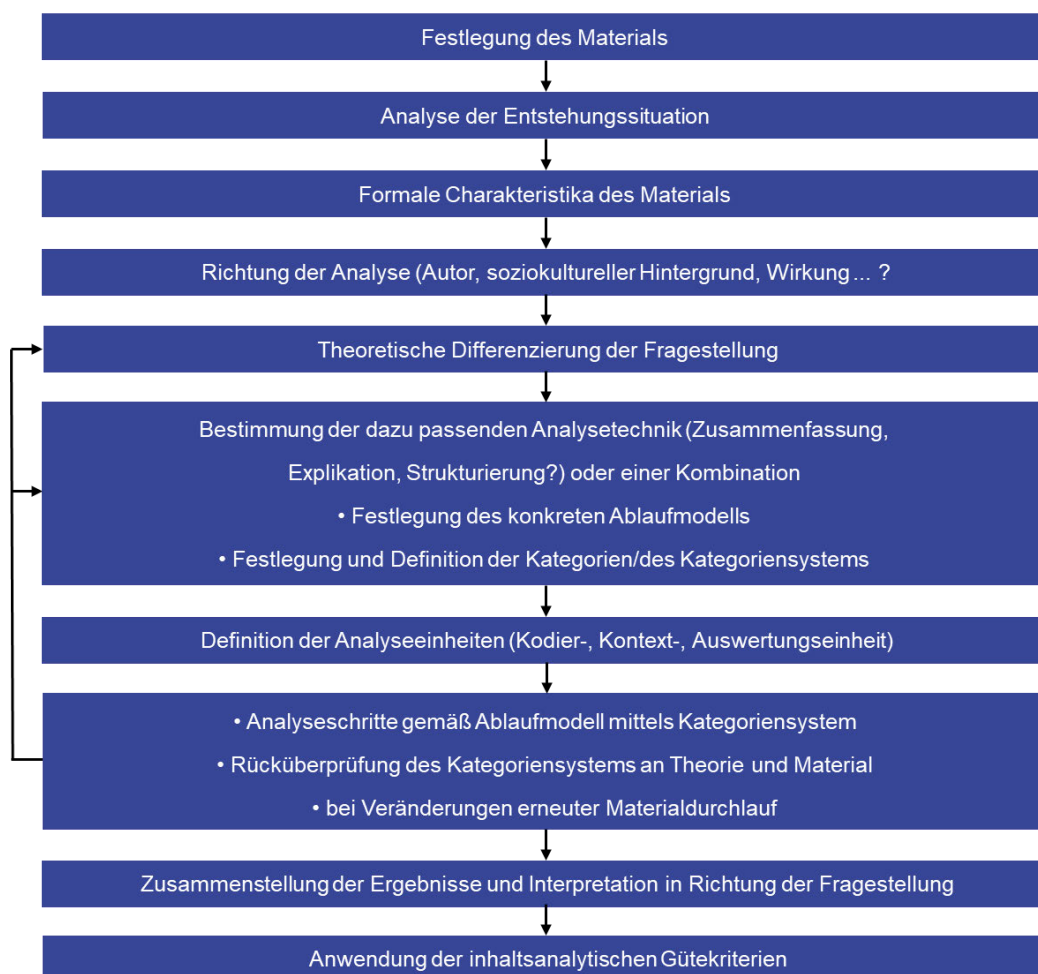 Festlegung des Materials
Analyse der Entstehungssituation
Formale Charakteristika des Materials
Richtung der Analyse (Autor, soziokultureller Hintergrund, Wirkung ... ?
Theoretische Differenzierung der Fragestellung
Bestimmung der dazu passenden Analysetechnik (Zusammenfassung,
Explikation, Strukturierung?) oder einer Kombination
• Festlegung des konkreten Ablaufmodells
• Festlegung und Definition der Kategorien/des Kategoriensystems
Definition der Analyseeinheiten (Kodier-, Kontext-, Auswertungseinheit)
• Analyseschritte gemäß Ablaufmodell mittels Kategoriensystem
• Rücküberprüfung des Kategoriensystems an Theorie und Material
• bei Veränderungen erneuter Materialdurchlauf
Zusammenstellung der Ergebnisse und Interpretation in Richtung der Fragestellung
Anwendung der inhaltsanalytischen Gütekriterien